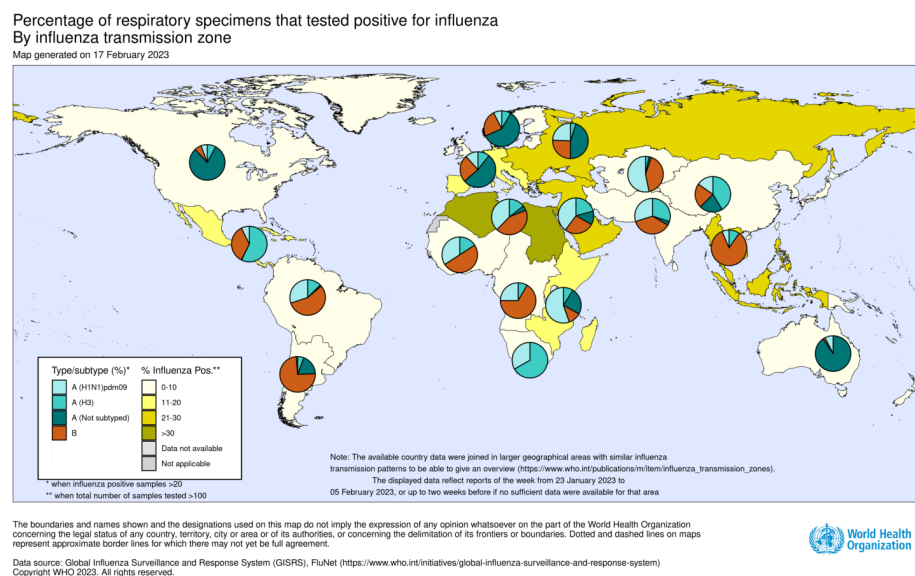 Percentage of respiratory specimens that tested positive for influenza
By influenza transmission zone
Map generated on 17 February 2023
Type/subtype (%)*
A (H1N1)pdm09
A (H3)
A (Not subtyped)
B
% Influenza Pos.**
0-10
11-20
21-30
>30
Data not available
Not applicable
* when influenza positive samples >20
** when total number of samples tested >100
Note: The available country data were joined in larger geographical areas with similar influenza
transmission patterns to be able to give an overview (https://www.who.int/publications/m/item/influenza_transmission_zones).
The displayed data reflect reports of the week from 23 January 2023 to
05 February 2023, or up to two weeks before if no sufficient data were available for that area
The boundaries and names shown and the designations used on this map do not imply the expression of any opinion whatsoever on the part of the World Health Organization
concerning the legal status of any country, territory, city or area or of its authorities, or concerning the delimitation of its frontiers or boundaries. Dotted and dashed lines on maps
represent approximate border lines for which there may not yet be full agreement.
World Health
Organization
Data source: Global Influenza Surveillance and Response System (GISRS), FluNet (https://www.who.int/initiatives/global-influenza-surveillance-and-response-system)
Copyright WHO 2023. All rights reserved.